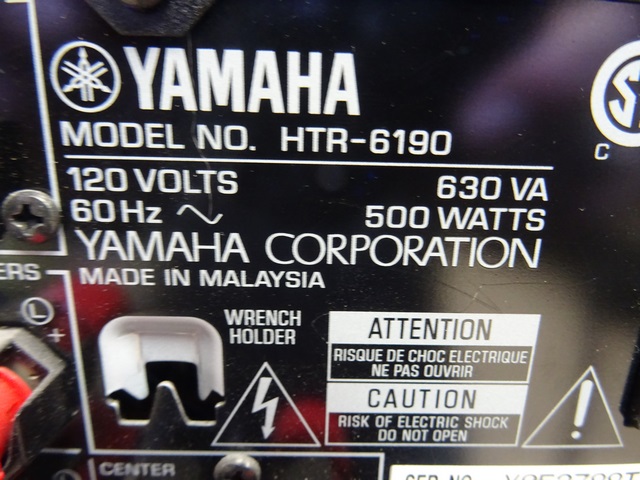 YAMAHA
MODEL NO. HTR-6190
120 VOLTS 630 VA
60 Hz 500 WATTS
YAMAHA CORPORATION
MADE IN MALAYSIA
ERS
L
+
WRENCH
HOLDER
ATTENTION
RISQUE DE CHOC ELECTRIQUE
NE PAS OUVRIR
CAUTION
RISK OF ELECTRIC SHOCK
DO NOT OPEN
CENTER
C